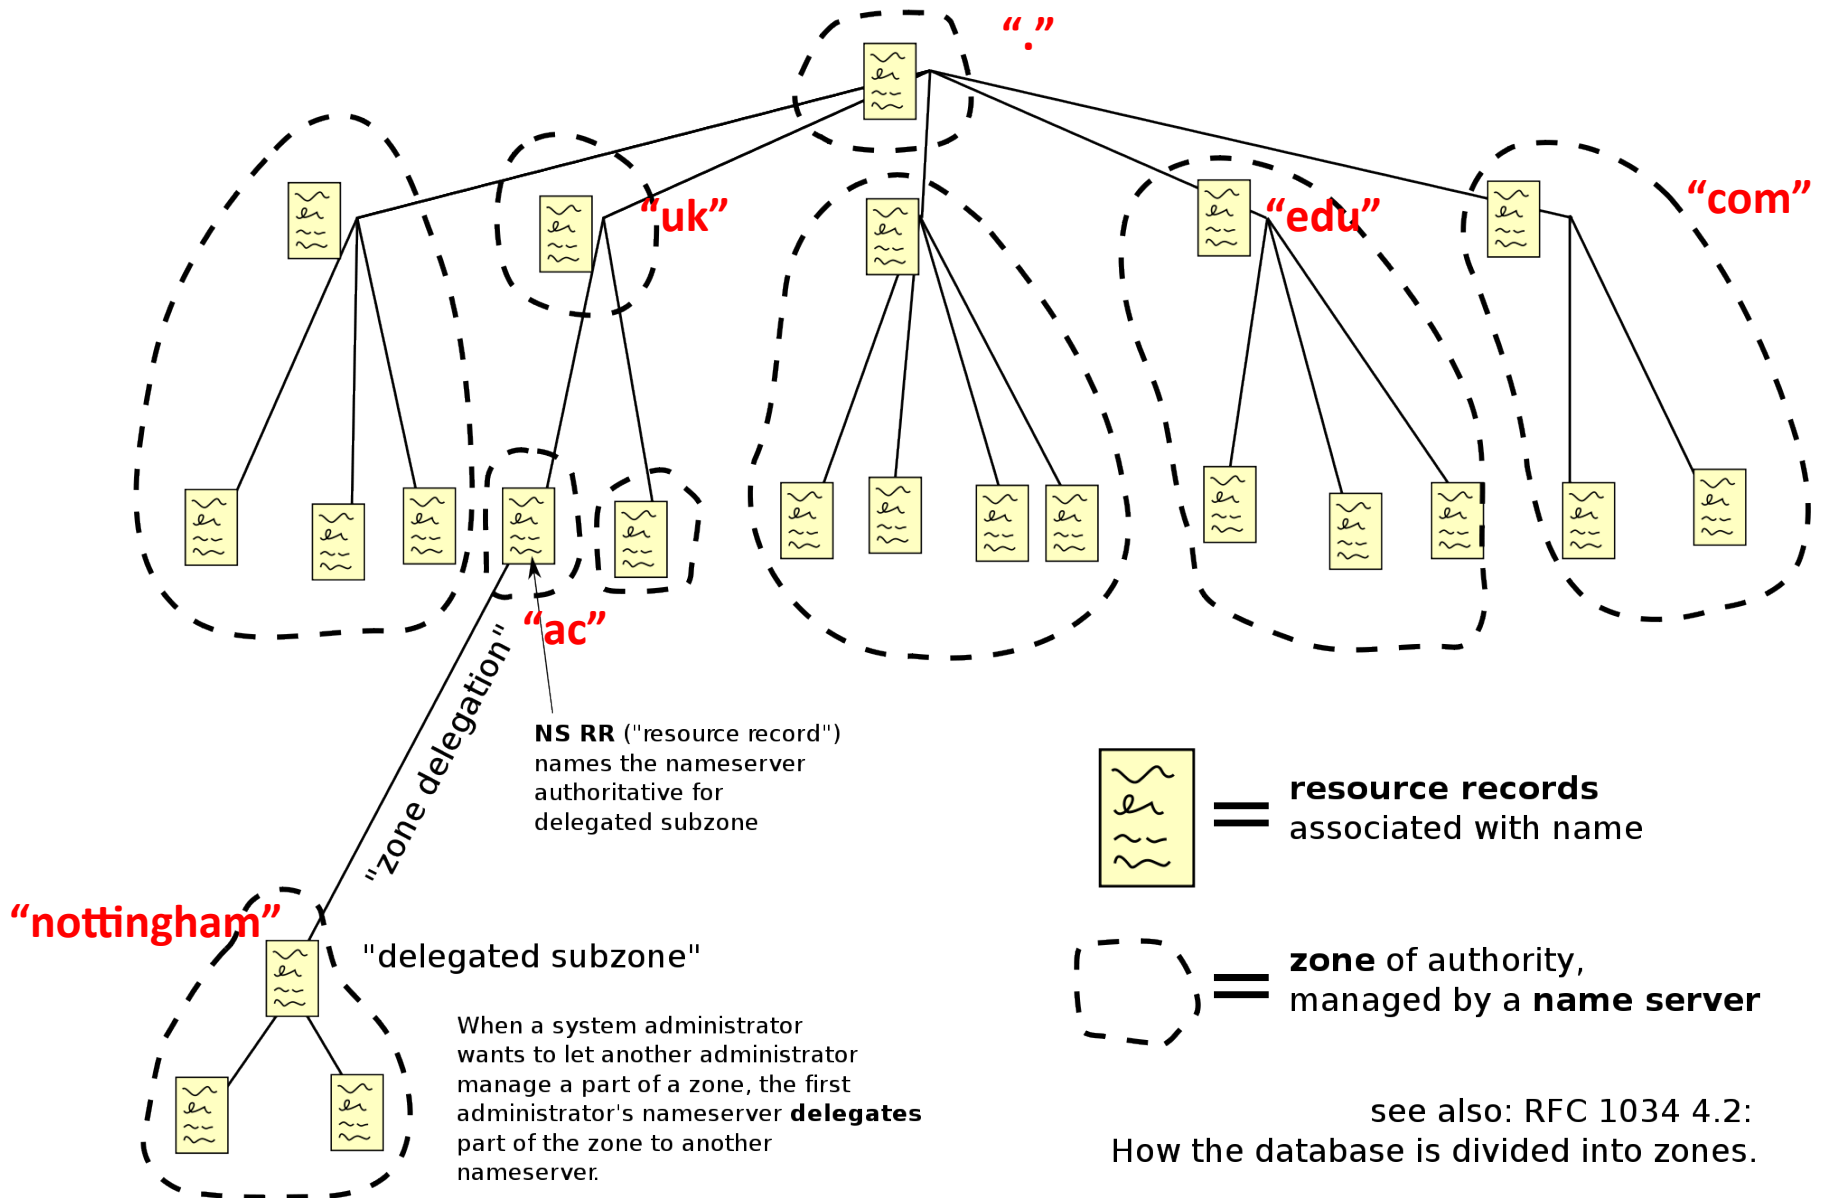 “.”
“uk”
“edu”
“com”
“ac”
"zone delegation"
NS RR ("resource record")
names the nameserver
authoritative for
delegated subzone
resource records
associated with name
“nottingham”
"delegated subzone"
zone of authority,
managed by a name server
When a system administrator
wants to let another administrator
manage a part of a zone, the first
administrator's nameserver delegates
part of the zone to another
nameserver.
see also: RFC 1034 4.2:
How the database is divided into zones.